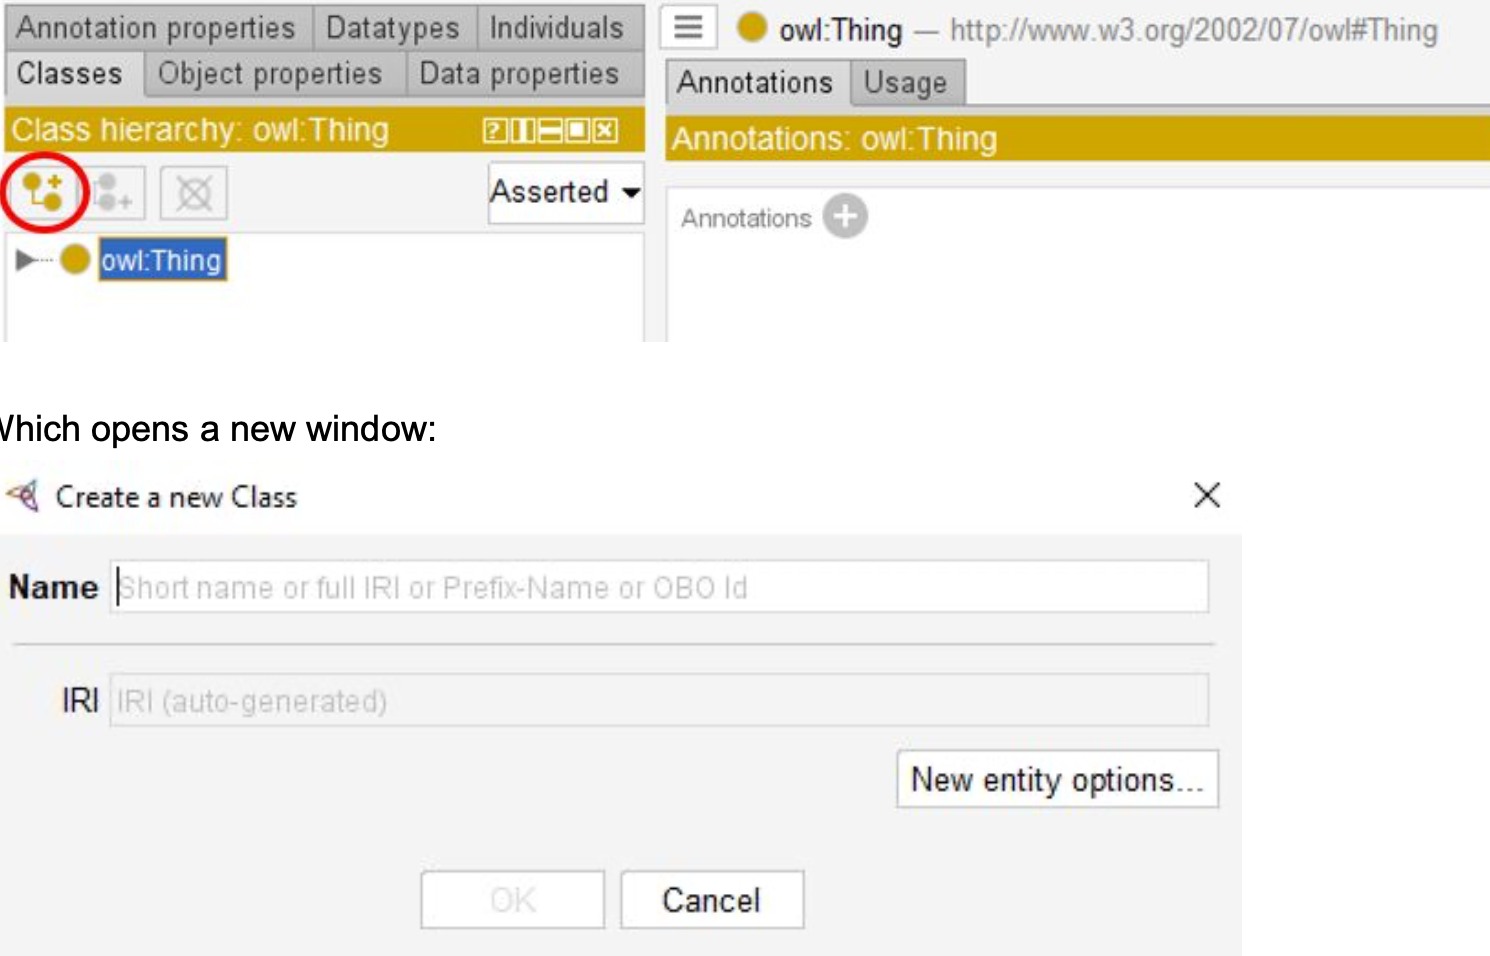 Annotation properties Datatypes Individuals
Classes Object properties Data properties
Class hierarchy: owl:Thing
Asserted
owl:Thing
owl:Thing — http://www.w3.org/2002/07/owl#Thing
Annotations Usage
Annotations: owl:Thing
Annotations
Which opens a new window:
Create a new Class
Name Short name or full IRI or Prefix-Name or OBO Id
IRI IRI (auto-generated)
New entity options...
OK Cancel